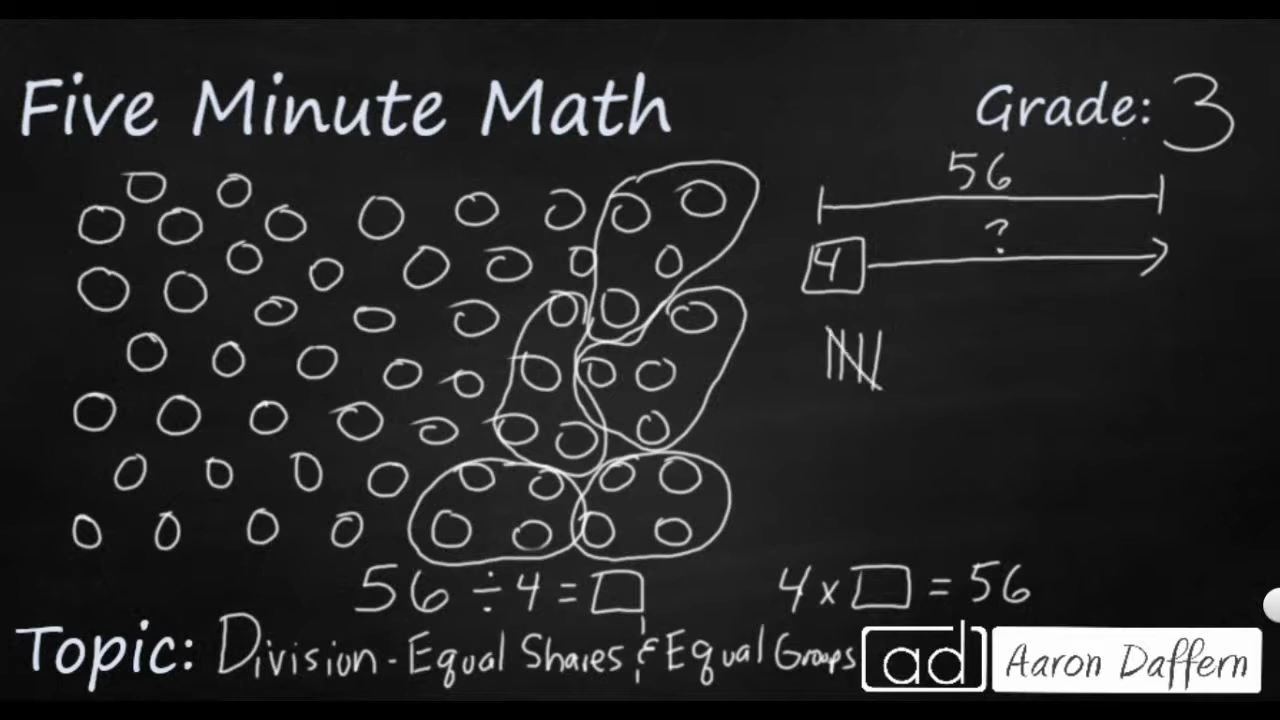 Five Minute Math
Grade: 3
56
?
4
56 ÷ 4 = □
4 x □ = 56
Topic: Division - Equal Shares & Equal Groups
ad Aaron Daffern